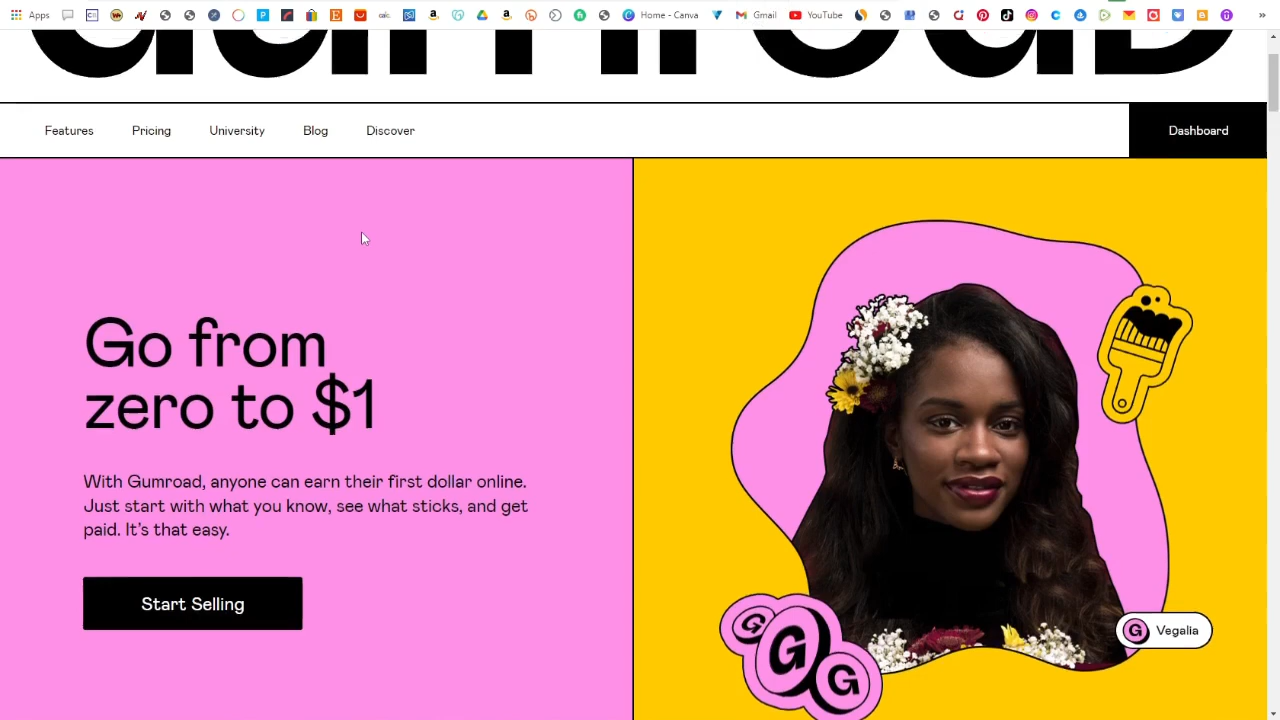 Apps
Home - Canva
Gmail
YouTube
Features
Pricing
University
Blog
Discover
Dashboard
Go from
zero to $1
With Gumroad, anyone can earn their first dollar online.
Just start with what you know, see what sticks, and get
paid. It's that easy.
Start Selling
G
G
G
G
Vegalia